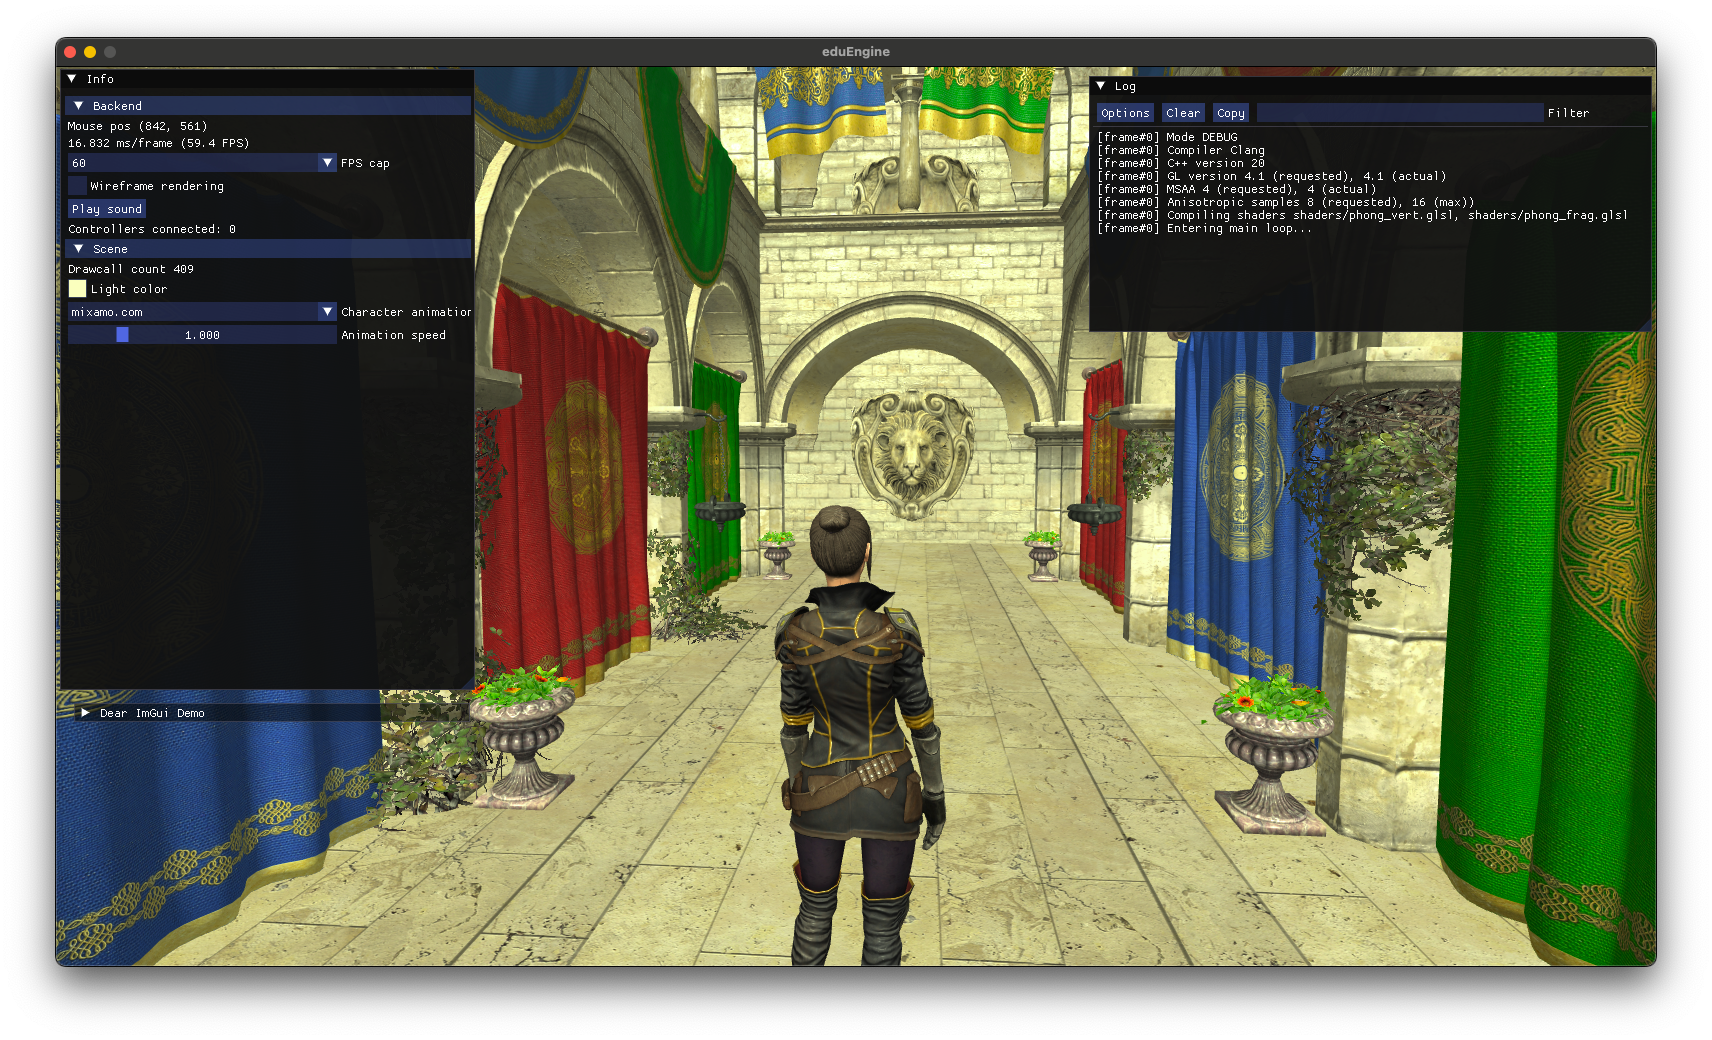 eduEngine
Info
Backend
Mouse pos (842, 561)
16.832 ms/frame (59.4 FPS)
60 FPS cap
Wireframe rendering
Play sound
Controllers connected: 0
Scene
Drawcall count 409
Light color
mixamo.com Character animation
1.000 Animation speed
Dear ImGui Demo
Log
Options Clear Copy Filter
[frame#0] Mode DEBUG
[frame#0] Compiler Clang
[frame#0] C++ version 20
[frame#0] GL version 4.1 (requested), 4.1 (actual)
[frame#0] MSAA 4 (requested), 4 (actual)
[frame#0] Anisotropic samples 8 (requested), 16 (max))
[frame#0] Compiling shaders shaders/phong_vert.glsl, shaders/phong_frag.glsl
[frame#0] Entering main loop...